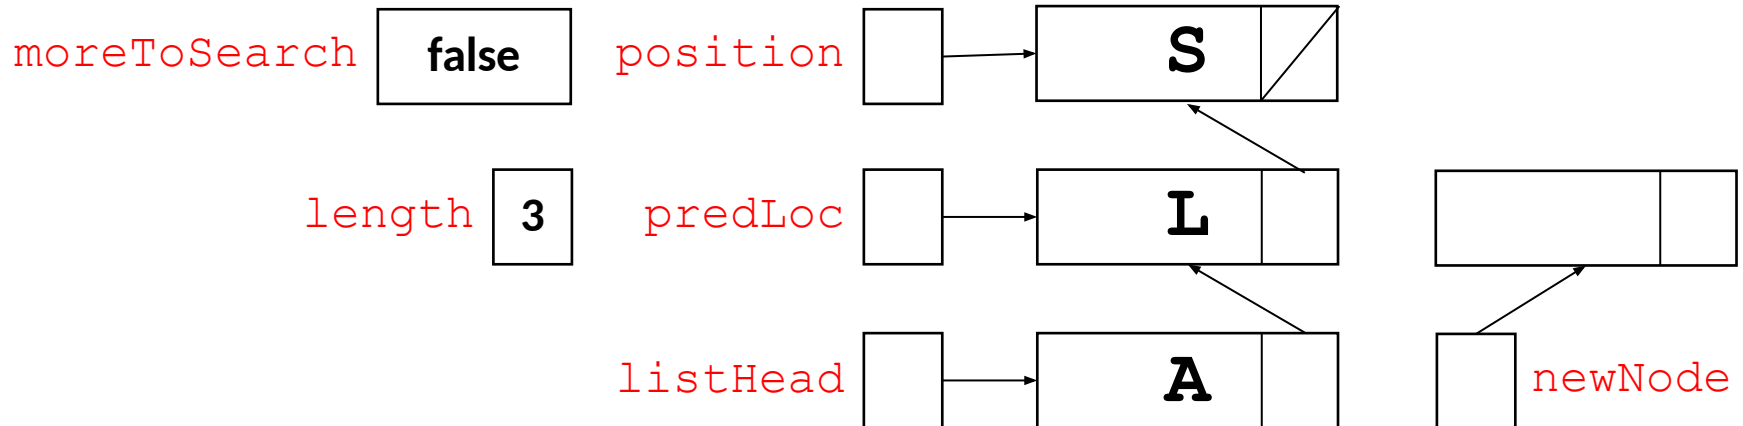 moreToSearch false position S
length 3 predLoc L
listHead A newNode